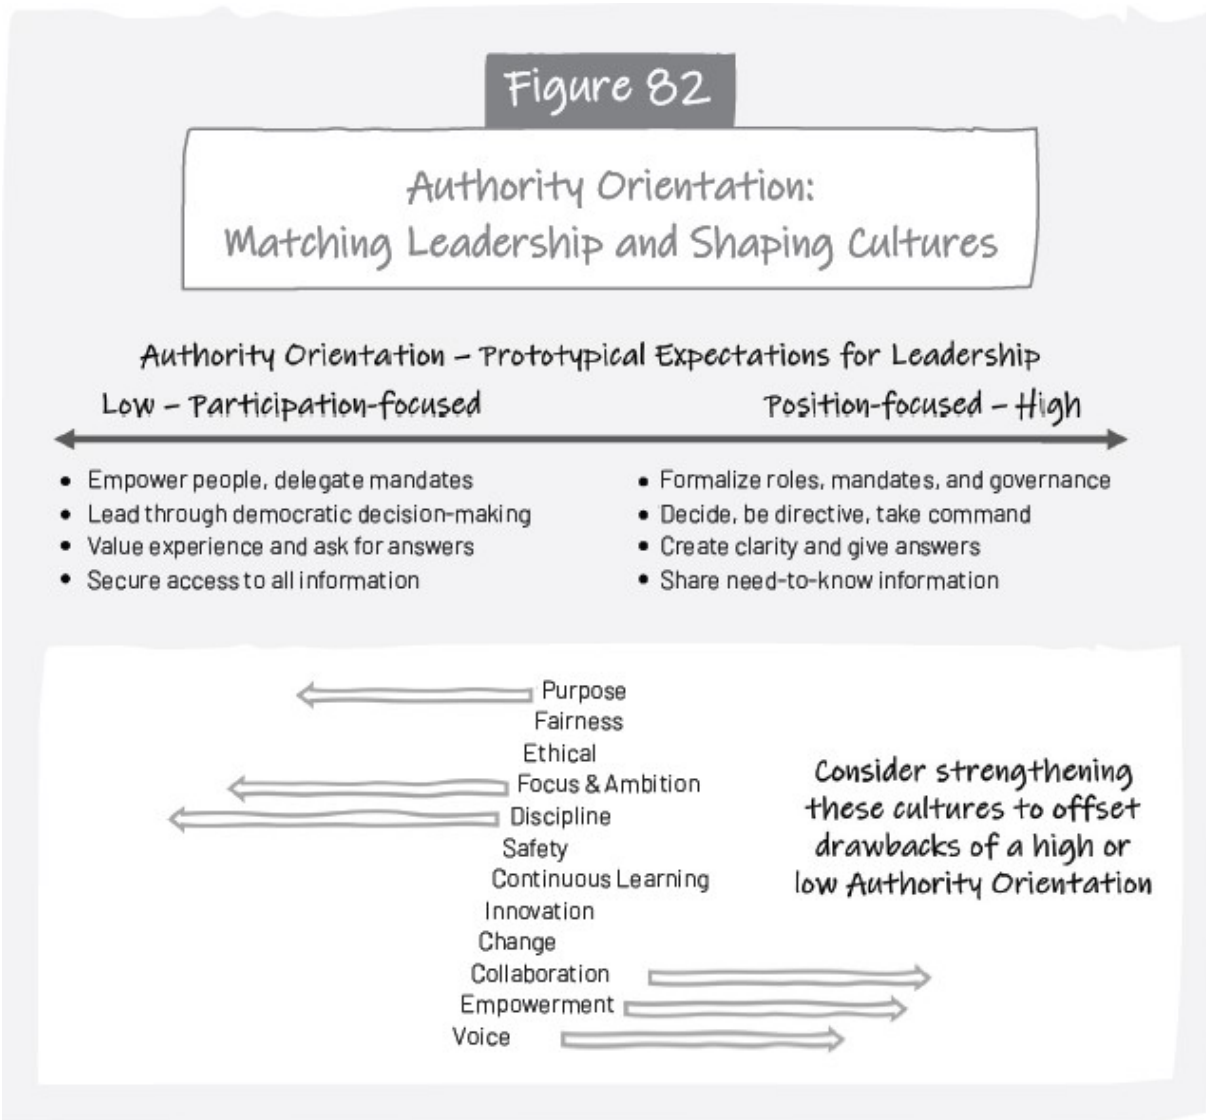 Figure 82
Authority Orientation:
Matching Leadership and Shaping Cultures
Authority Orientation – Prototypical Expectations for Leadership
Low – Participation-focused
Position-focused – High
• Empower people, delegate mandates
• Lead through democratic decision-making
• Value experience and ask for answers
• Secure access to all information
• Formalize roles, mandates, and governance
• Decide, be directive, take command
• Create clarity and give answers
• Share need-to-know information
Purpose
Fairness
Ethical
Focus & Ambition
Discipline
Safety
Continuous Learning
Innovation
Change
Collaboration
Empowerment
Voice
Consider strengthening
these cultures to offset
drawbacks of a high or
low Authority Orientation